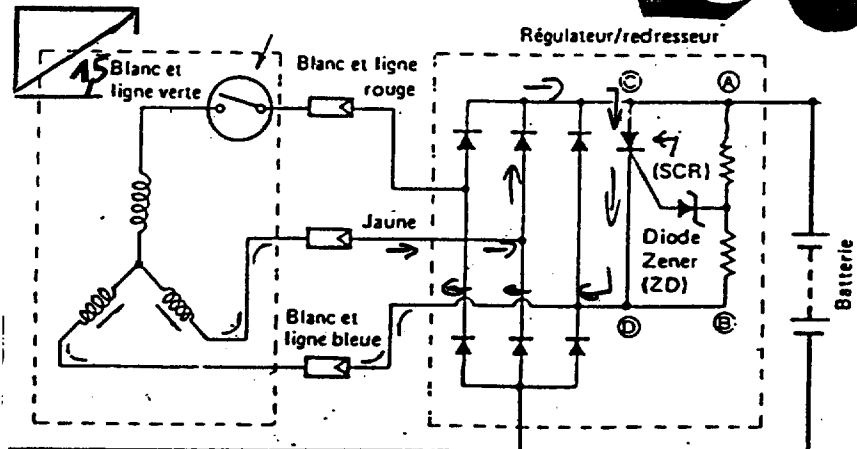 Régulateur/redresseur
15
Blanc et
ligne verte
Blanc et ligne
rouge
C
A
(SCR)
Jaune
Diode
Zener
(ZD)
Batterie
Blanc et
ligne bleue
D
B